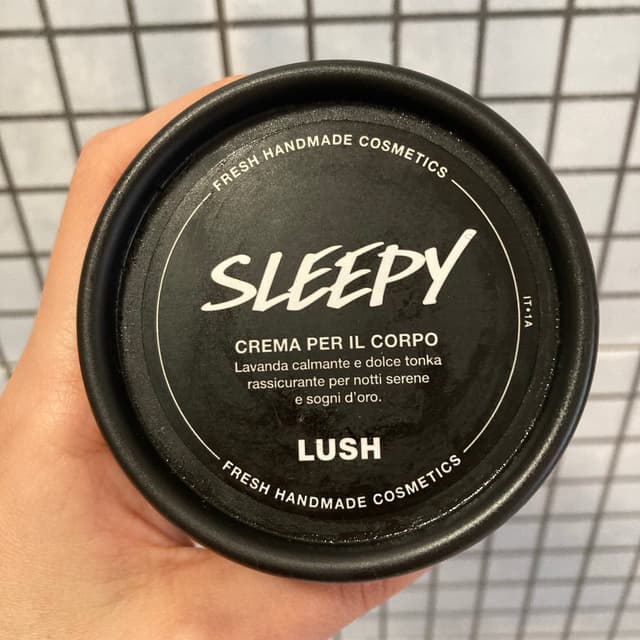 FRESH HANDMADE COSMETICS
SLEEPY
IT•1A
CREMA PER IL CORPO
Lavanda calmante e dolce tonka
rassicurante per notti serene
e sogni d'oro.
LUSH
FRESH HANDMADE COSMETICS